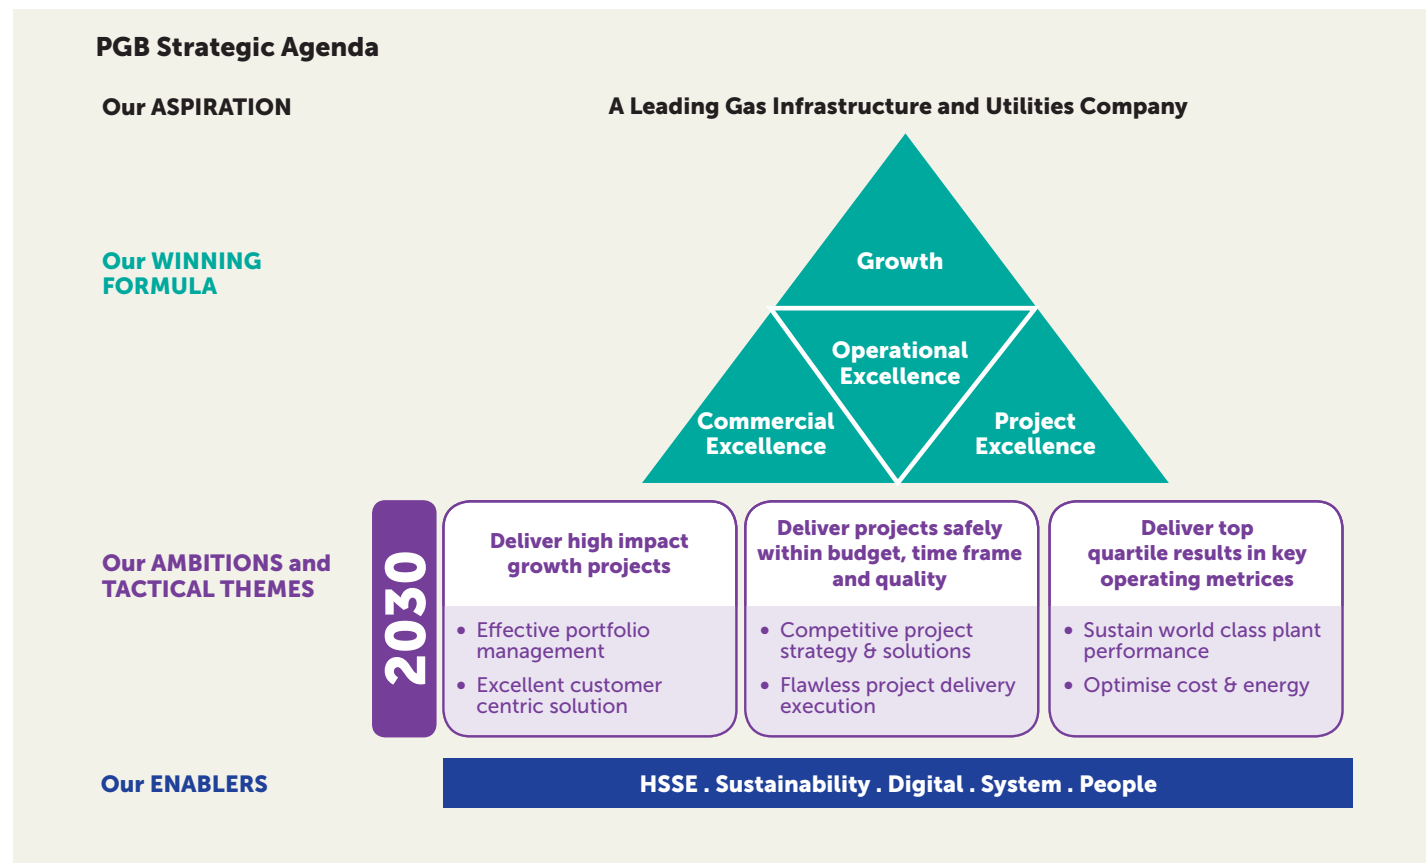 PGB Strategic Agenda
Our ASPIRATION
A Leading Gas Infrastructure and Utilities Company
Our WINNING
FORMULA
Growth
Operational
Excellence
Commercial
Excellence
Project
Excellence
Our AMBITIONS and
TACTICAL THEMES
2030
Deliver high impact
growth projects
• Effective portfolio
management
• Excellent customer
centric solution
Deliver projects safely
within budget, time frame
and quality
• Competitive project
strategy & solutions
• Flawless project delivery
execution
Deliver top
quartile results in key
operating metrices
• Sustain world class plant
performance
• Optimise cost & energy
Our ENABLERS
HSSE . Sustainability . Digital . System . People